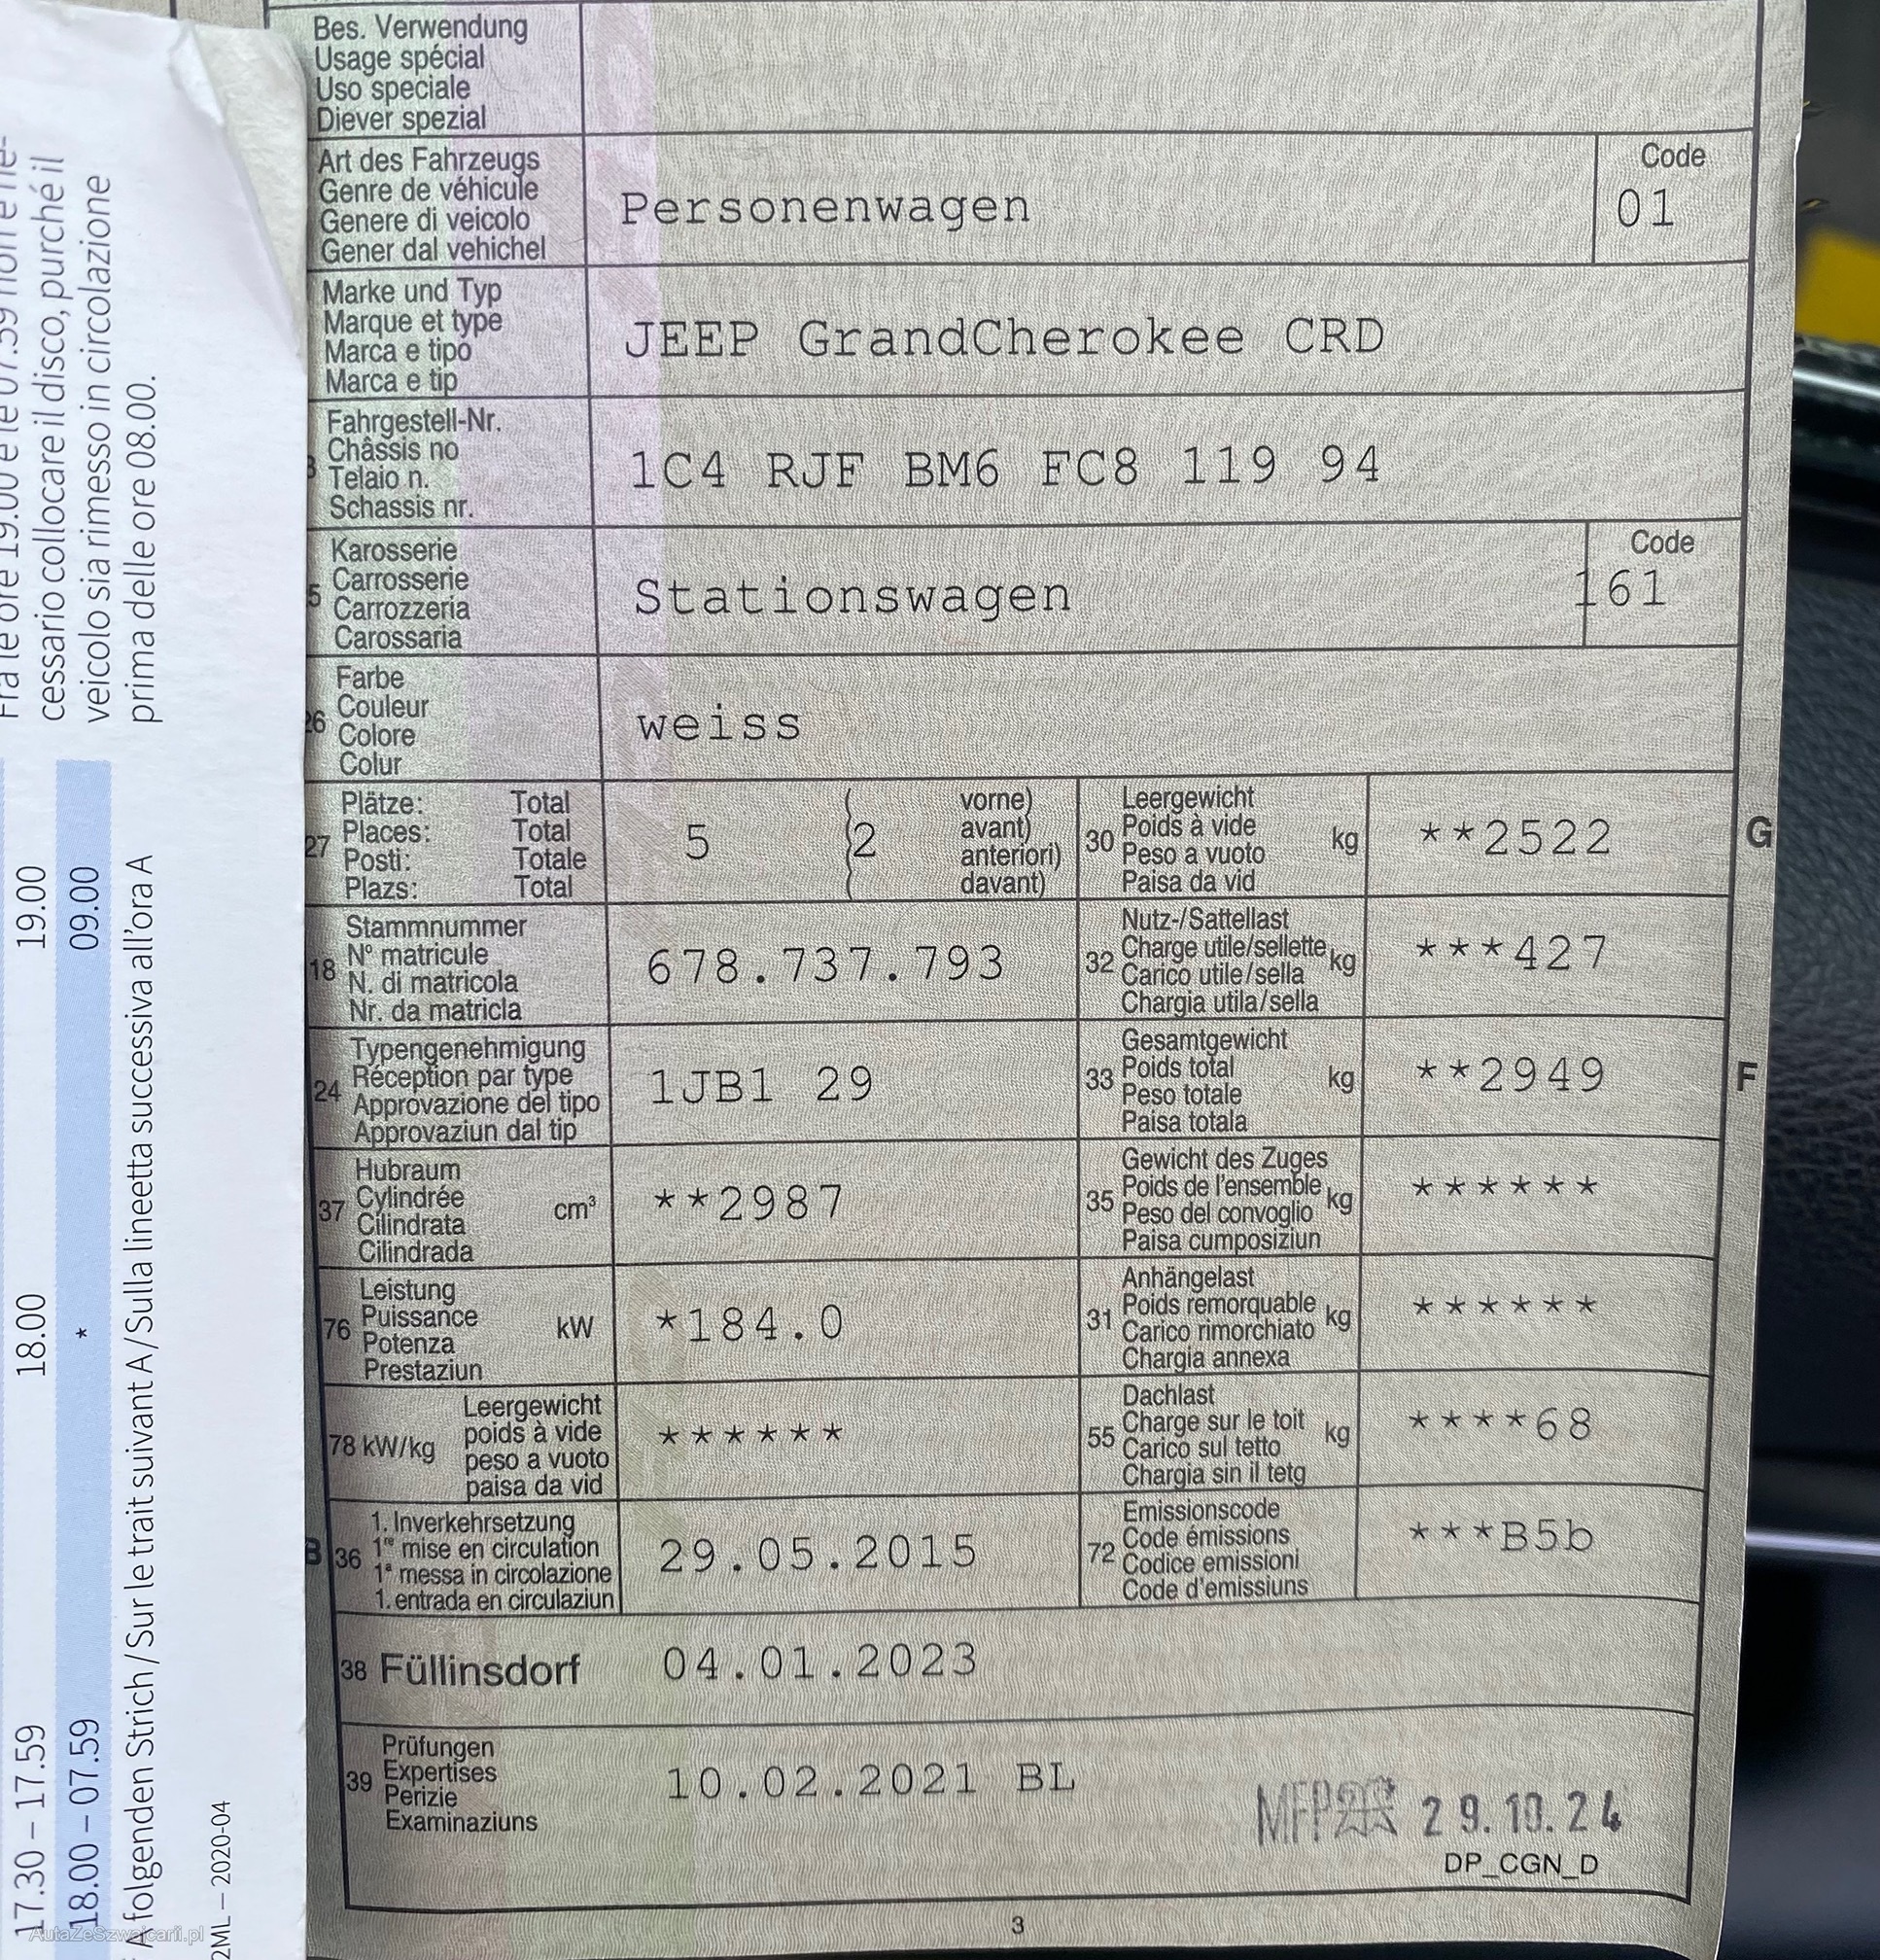 Bes. Verwendung
Usage spécial
Uso speciale
Diever spezial
Art des Fahrzeugs
Genre de véhicule
Genere di veicolo
Gener dal vehichel
Personenwagen
Code
01
Marke und Typ
Marque et type
Marca e tipo
Marca e tip
JEEP GrandCherokee CRD
Fahrgestell-Nr.
Châssis no
Telaio n.
Schassis nr.
1C4 RJF BM6 FC8 119 94
Karosserie
Carrosserie
Carrozzeria
Carossaria
Stationswagen
Code
161
26
Farbe
Couleur
Colore
Colur
weiss
27
Plätze: Total
Places: Total
Posti: Totale
Plazs: Total
5 (2
vorne)
avant)
anteriori)
davant)
30
Leergewicht
Poids à vide
Peso a vuoto
Paisa da vid
kg
**2522
G
18
Stammnummer
N° matricule
N. di matricola
Nr. da matricla
678.737.793
32
Nutz-/Sattellast
Charge utile/sellette
Carico utile/sella
Chargia utila/sella
kg
***427
24
Typengenehmigung
Réception par type
Approvazione del tipo
Approvaziun dal tip
1JB1 29
33
Gesamtgewicht
Poids total
Peso totale
Paisa totala
kg
**2949
F
37
Hubraum
Cylindrée
Cilindrata
Cilindrada
cm³
**2987
35
Gewicht des Zuges
Poids de l'ensemble
Peso del convoglio
Paisa cumposiziun
kg
******
76
Leistung
Puissance
Potenza
Prestaziun
kW
*184.0
31
Anhängelast
Poids remorquable
Carico rimorchiato
Chargia annexa
kg
******
78 kW/kg
Leergewicht
poids à vide
peso a vuoto
paisa da vid
******
55
Dachlast
Charge sur le toit
Carico sul tetto
Chargia sin il tetg
kg
****68
B
36
1. Inverkehrsetzung
1re mise en circulation
1a messa in circolazione
1. entrada en circulaziun
29.05.2015
72
Emissionscode
Code émissions
Codice emissioni
Code d'emissiuns
***B5b
38 Füllinsdorf 04.01.2023
39
Prüfungen
Expertises
Perizie
Examinaziuns
10.02.2021 BL
29.10.24
DP_CGN_D
3
cessario collocare il disco, purché il
veicolo sia rimesso in circolazione
prima delle ore 08.00.
17.30 – 17.59 18.00 19.00
18.00 – 07.59 * 09.00
A folgenden Strich / Sur le trait suivant A / Sulla lineetta successiva all'ora A
2ML – 2020-04
AutaZeSzwajcarii.pl